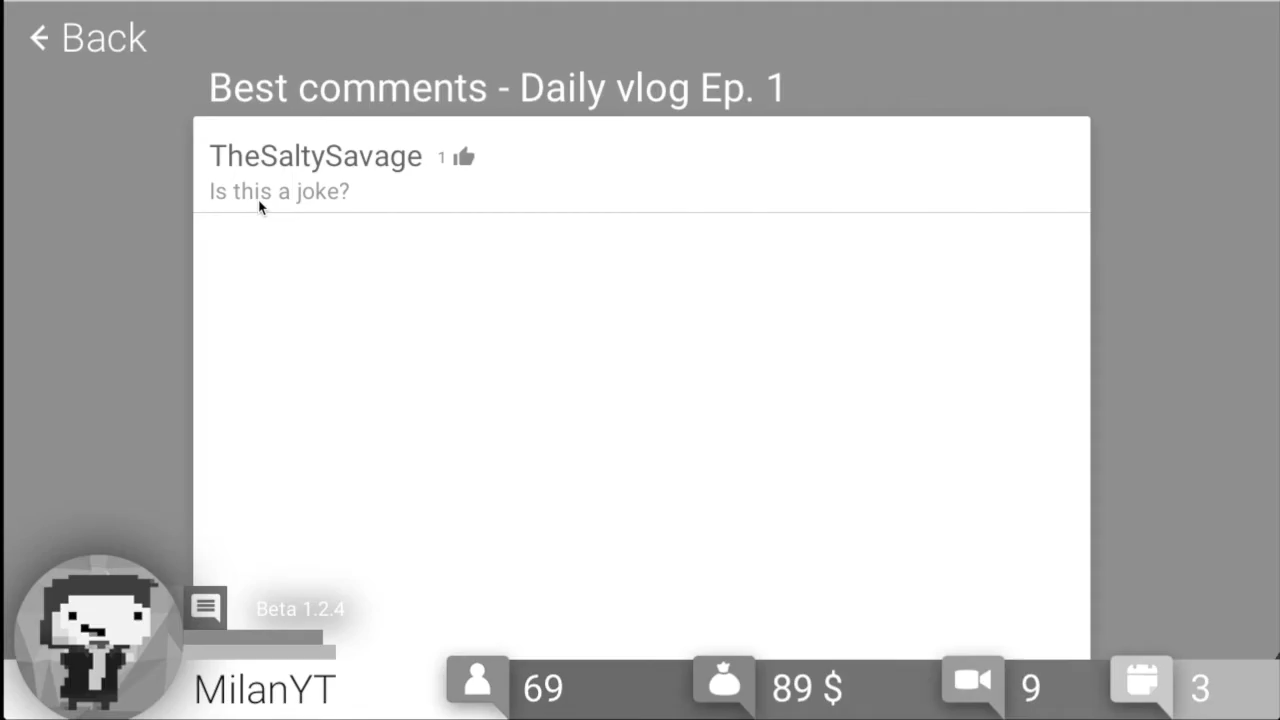 Back
Best comments - Daily vlog Ep. 1
TheSaltySavage 1
Is this a joke?
Beta 1.2.4
MilanYT 69 89 $ 9 3